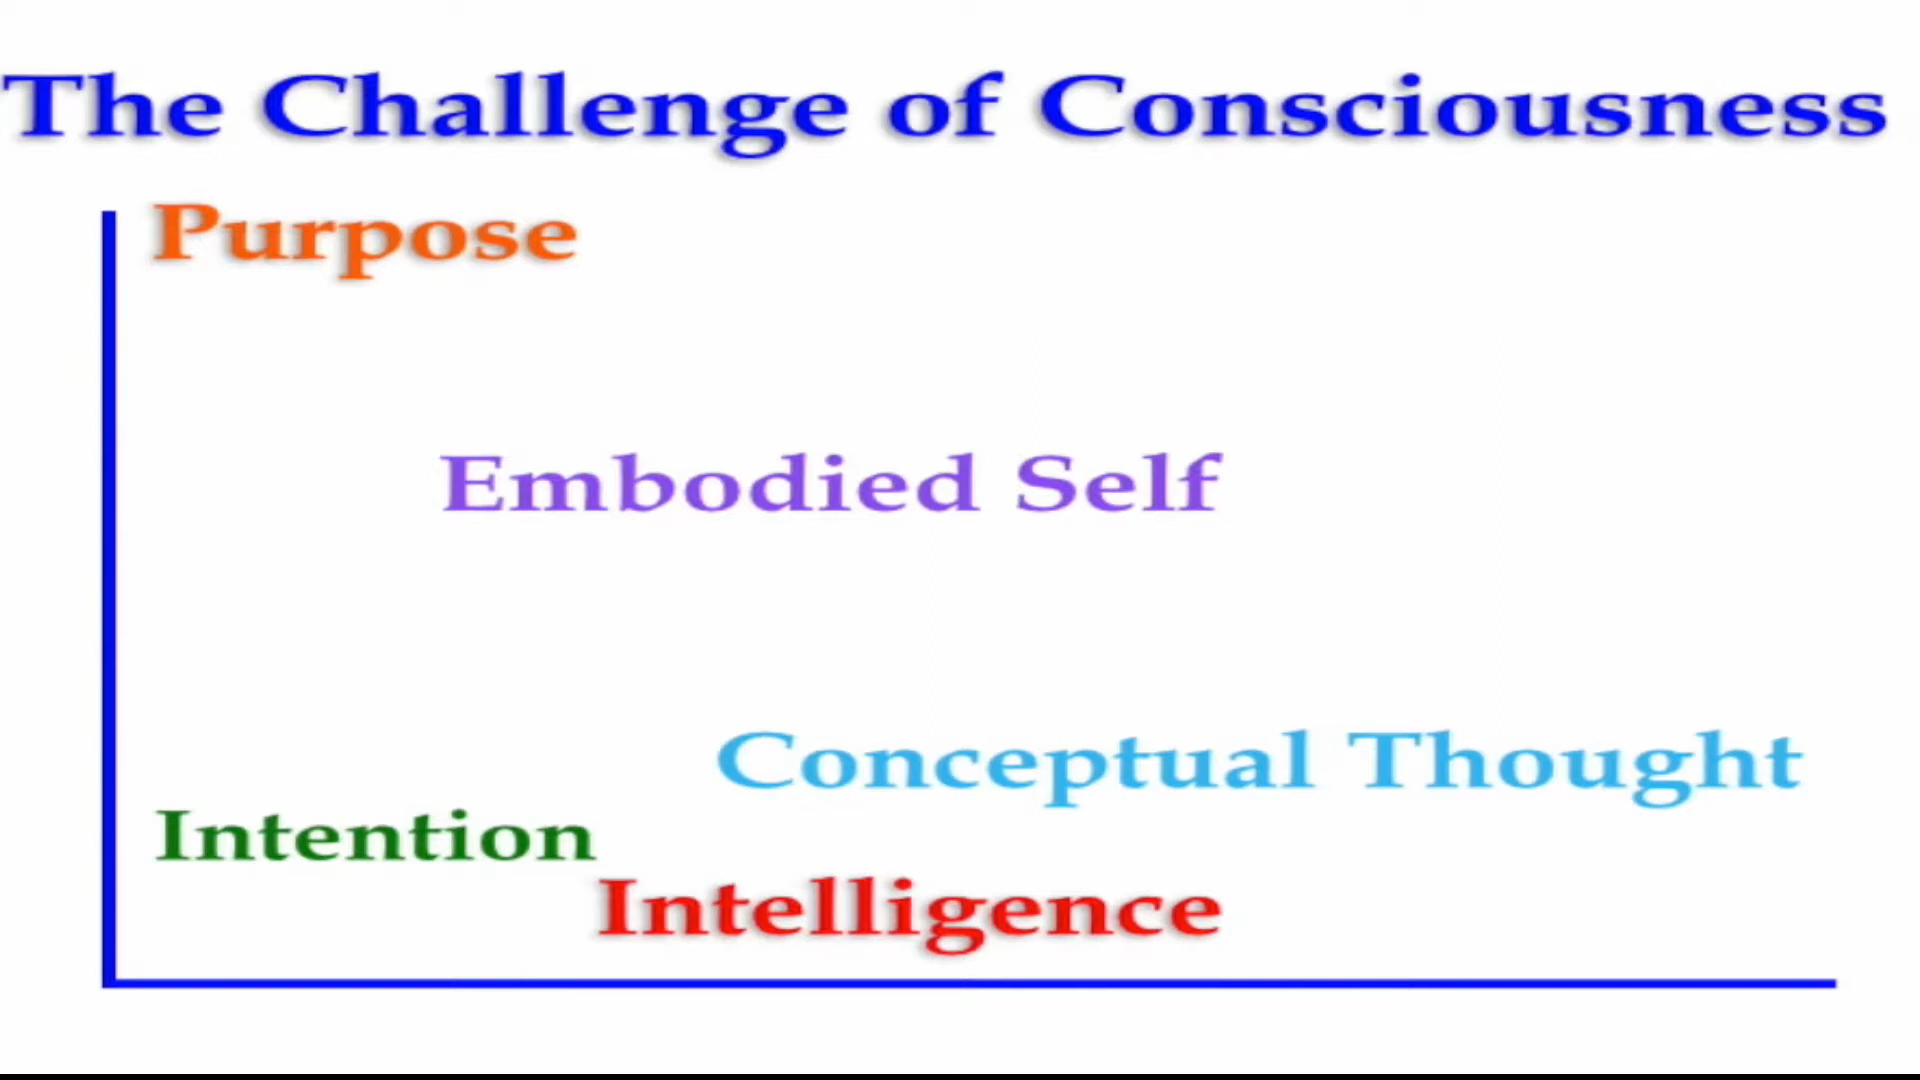 The Challenge of Consciousness
Purpose
Embodied Self
Conceptual Thought
Intention
Intelligence